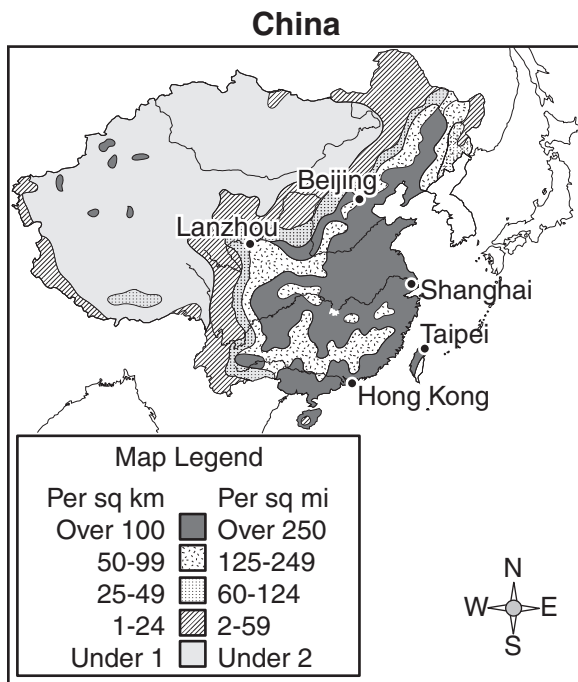 China
Beijing
Lanzhou
Shanghai
Taipei
Hong Kong
Map Legend
Per sq km Per sq mi
Over 100 Over 250
50-99 125-249
25-49 60-124
1-24 2-59
Under 1 Under 2
N
W E
S